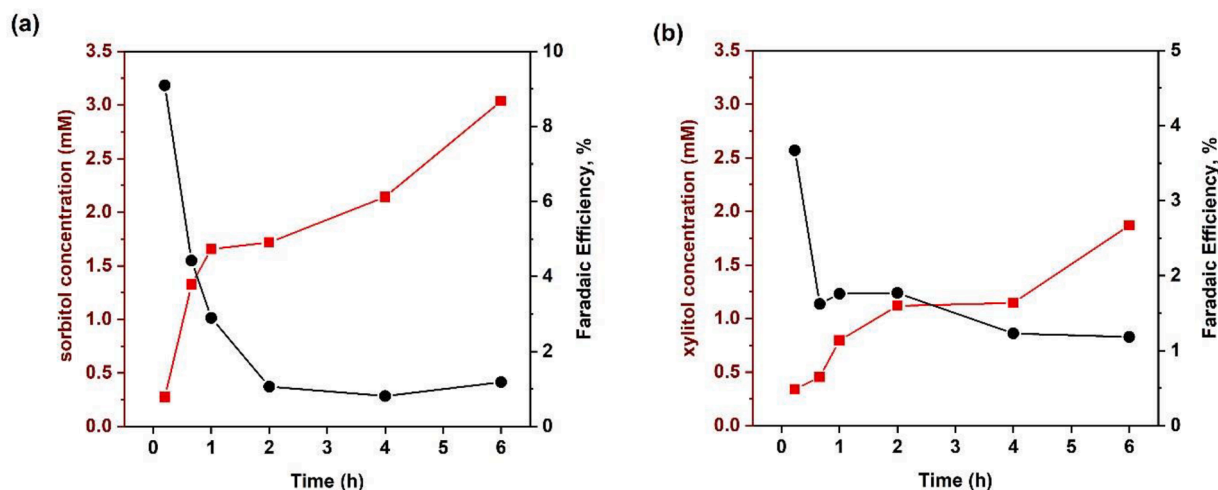 (a)
sorbitol concentration (mM)
3.5
3.0
2.5
2.0
1.5
1.0
0.5
0.0
10
8
6
4
2
0
Faradaic Efficiency, %
0 1 2 3 4 5 6
Time (h)
(b)
xylitol concentration (mM)
3.5
3.0
2.5
2.0
1.5
1.0
0.5
0.0
5
4
3
2
1
0
Faradaic Efficiency, %
0 1 2 3 4 5 6
Time (h)